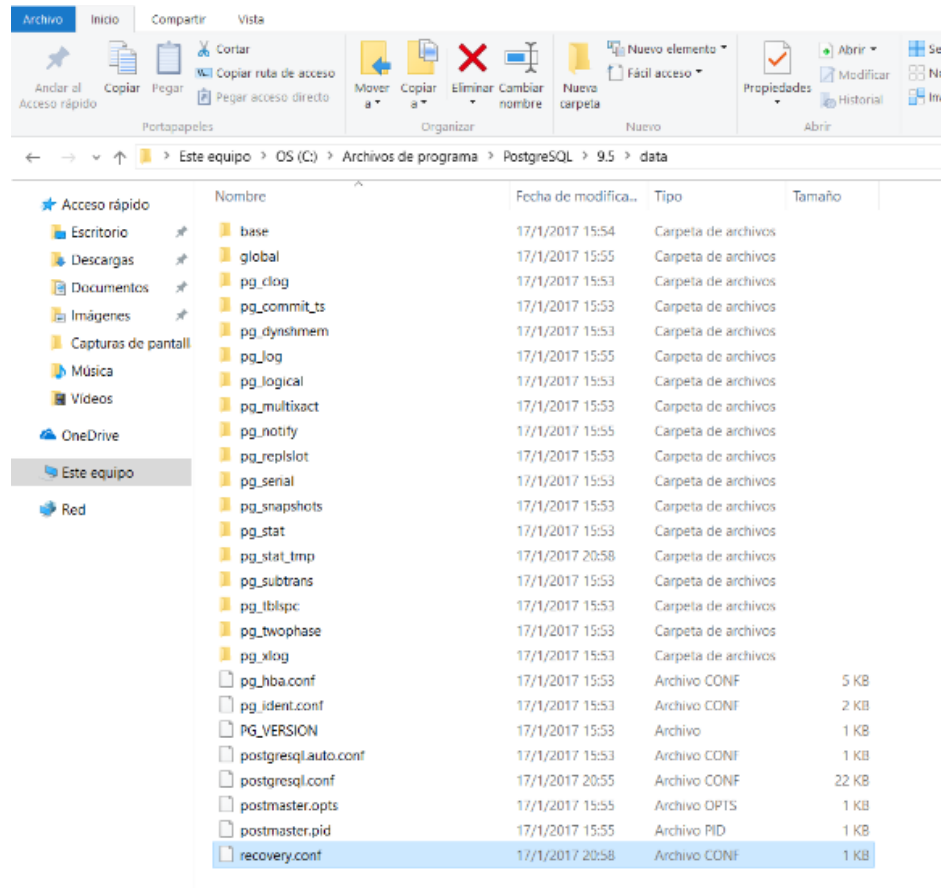 Archivo Inicio Compartir Vista
Anclar al Acceso rápido
Copiar
Pegar
Cortar
Copiar ruta de acceso
Pegar acceso directo
Portapapeles
Mover a
Copiar a
Eliminar
Cambiar nombre
Organizar
Nueva carpeta
Nuevo elemento
Fácil acceso
Nuevo
Propiedades
Abrir
Modificar
Historial
Abrir
Este equipo > OS (C:) > Archivos de programa > PostgreSQL > 9.5 > data
Acceso rápido
Escritorio
Descargas
Documentos
Imágenes
Capturas de pantall
Música
Vídeos
OneDrive
Este equipo
Red
Nombre Fecha de modifica... Tipo Tamaño
base 17/1/2017 15:54 Carpeta de archivos
global 17/1/2017 15:55 Carpeta de archivos
pg_clog 17/1/2017 15:53 Carpeta de archivos
pg_commit_ts 17/1/2017 15:53 Carpeta de archivos
pg_dynshmem 17/1/2017 15:53 Carpeta de archivos
pg_log 17/1/2017 15:55 Carpeta de archivos
pg_logical 17/1/2017 15:53 Carpeta de archivos
pg_multixact 17/1/2017 15:53 Carpeta de archivos
pg_notify 17/1/2017 15:55 Carpeta de archivos
pg_replslot 17/1/2017 15:53 Carpeta de archivos
pg_serial 17/1/2017 15:53 Carpeta de archivos
pg_snapshots 17/1/2017 15:53 Carpeta de archivos
pg_stat 17/1/2017 15:53 Carpeta de archivos
pg_stat_tmp 17/1/2017 20:58 Carpeta de archivos
pg_subtrans 17/1/2017 15:53 Carpeta de archivos
pg_tblspc 17/1/2017 15:53 Carpeta de archivos
pg_twophase 17/1/2017 15:53 Carpeta de archivos
pg_xlog 17/1/2017 15:53 Carpeta de archivos
pg_hba.conf 17/1/2017 15:53 Archivo CONF 5 KB
pg_ident.conf 17/1/2017 15:53 Archivo CONF 2 KB
PG_VERSION 17/1/2017 15:53 Archivo 1 KB
postgresql.auto.conf 17/1/2017 15:53 Archivo CONF 1 KB
postgresql.conf 17/1/2017 20:55 Archivo CONF 22 KB
postmaster.opts 17/1/2017 15:55 Archivo OPTS 1 KB
postmaster.pid 17/1/2017 15:55 Archivo PID 1 KB
recovery.conf 17/1/2017 20:58 Archivo CONF 1 KB